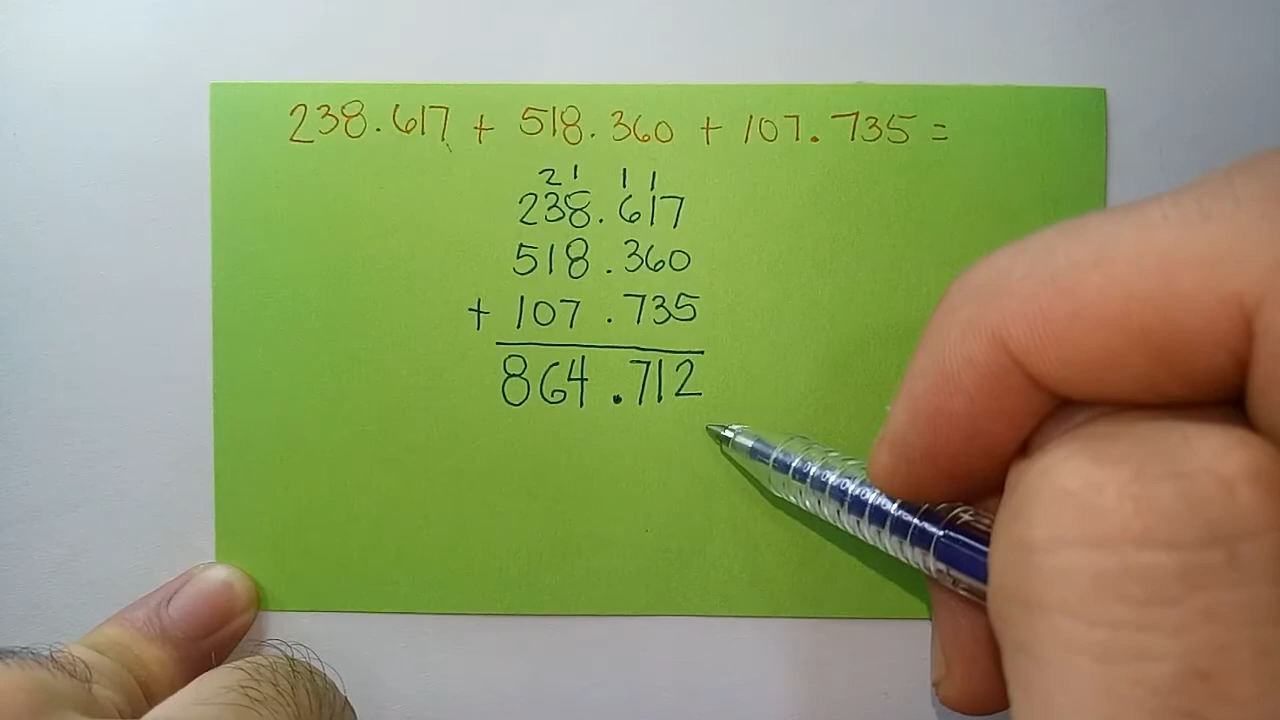 238.617 + 518.360 + 107.735 =
2 1 1 1
238.617
518.360
+ 107.735
864.712